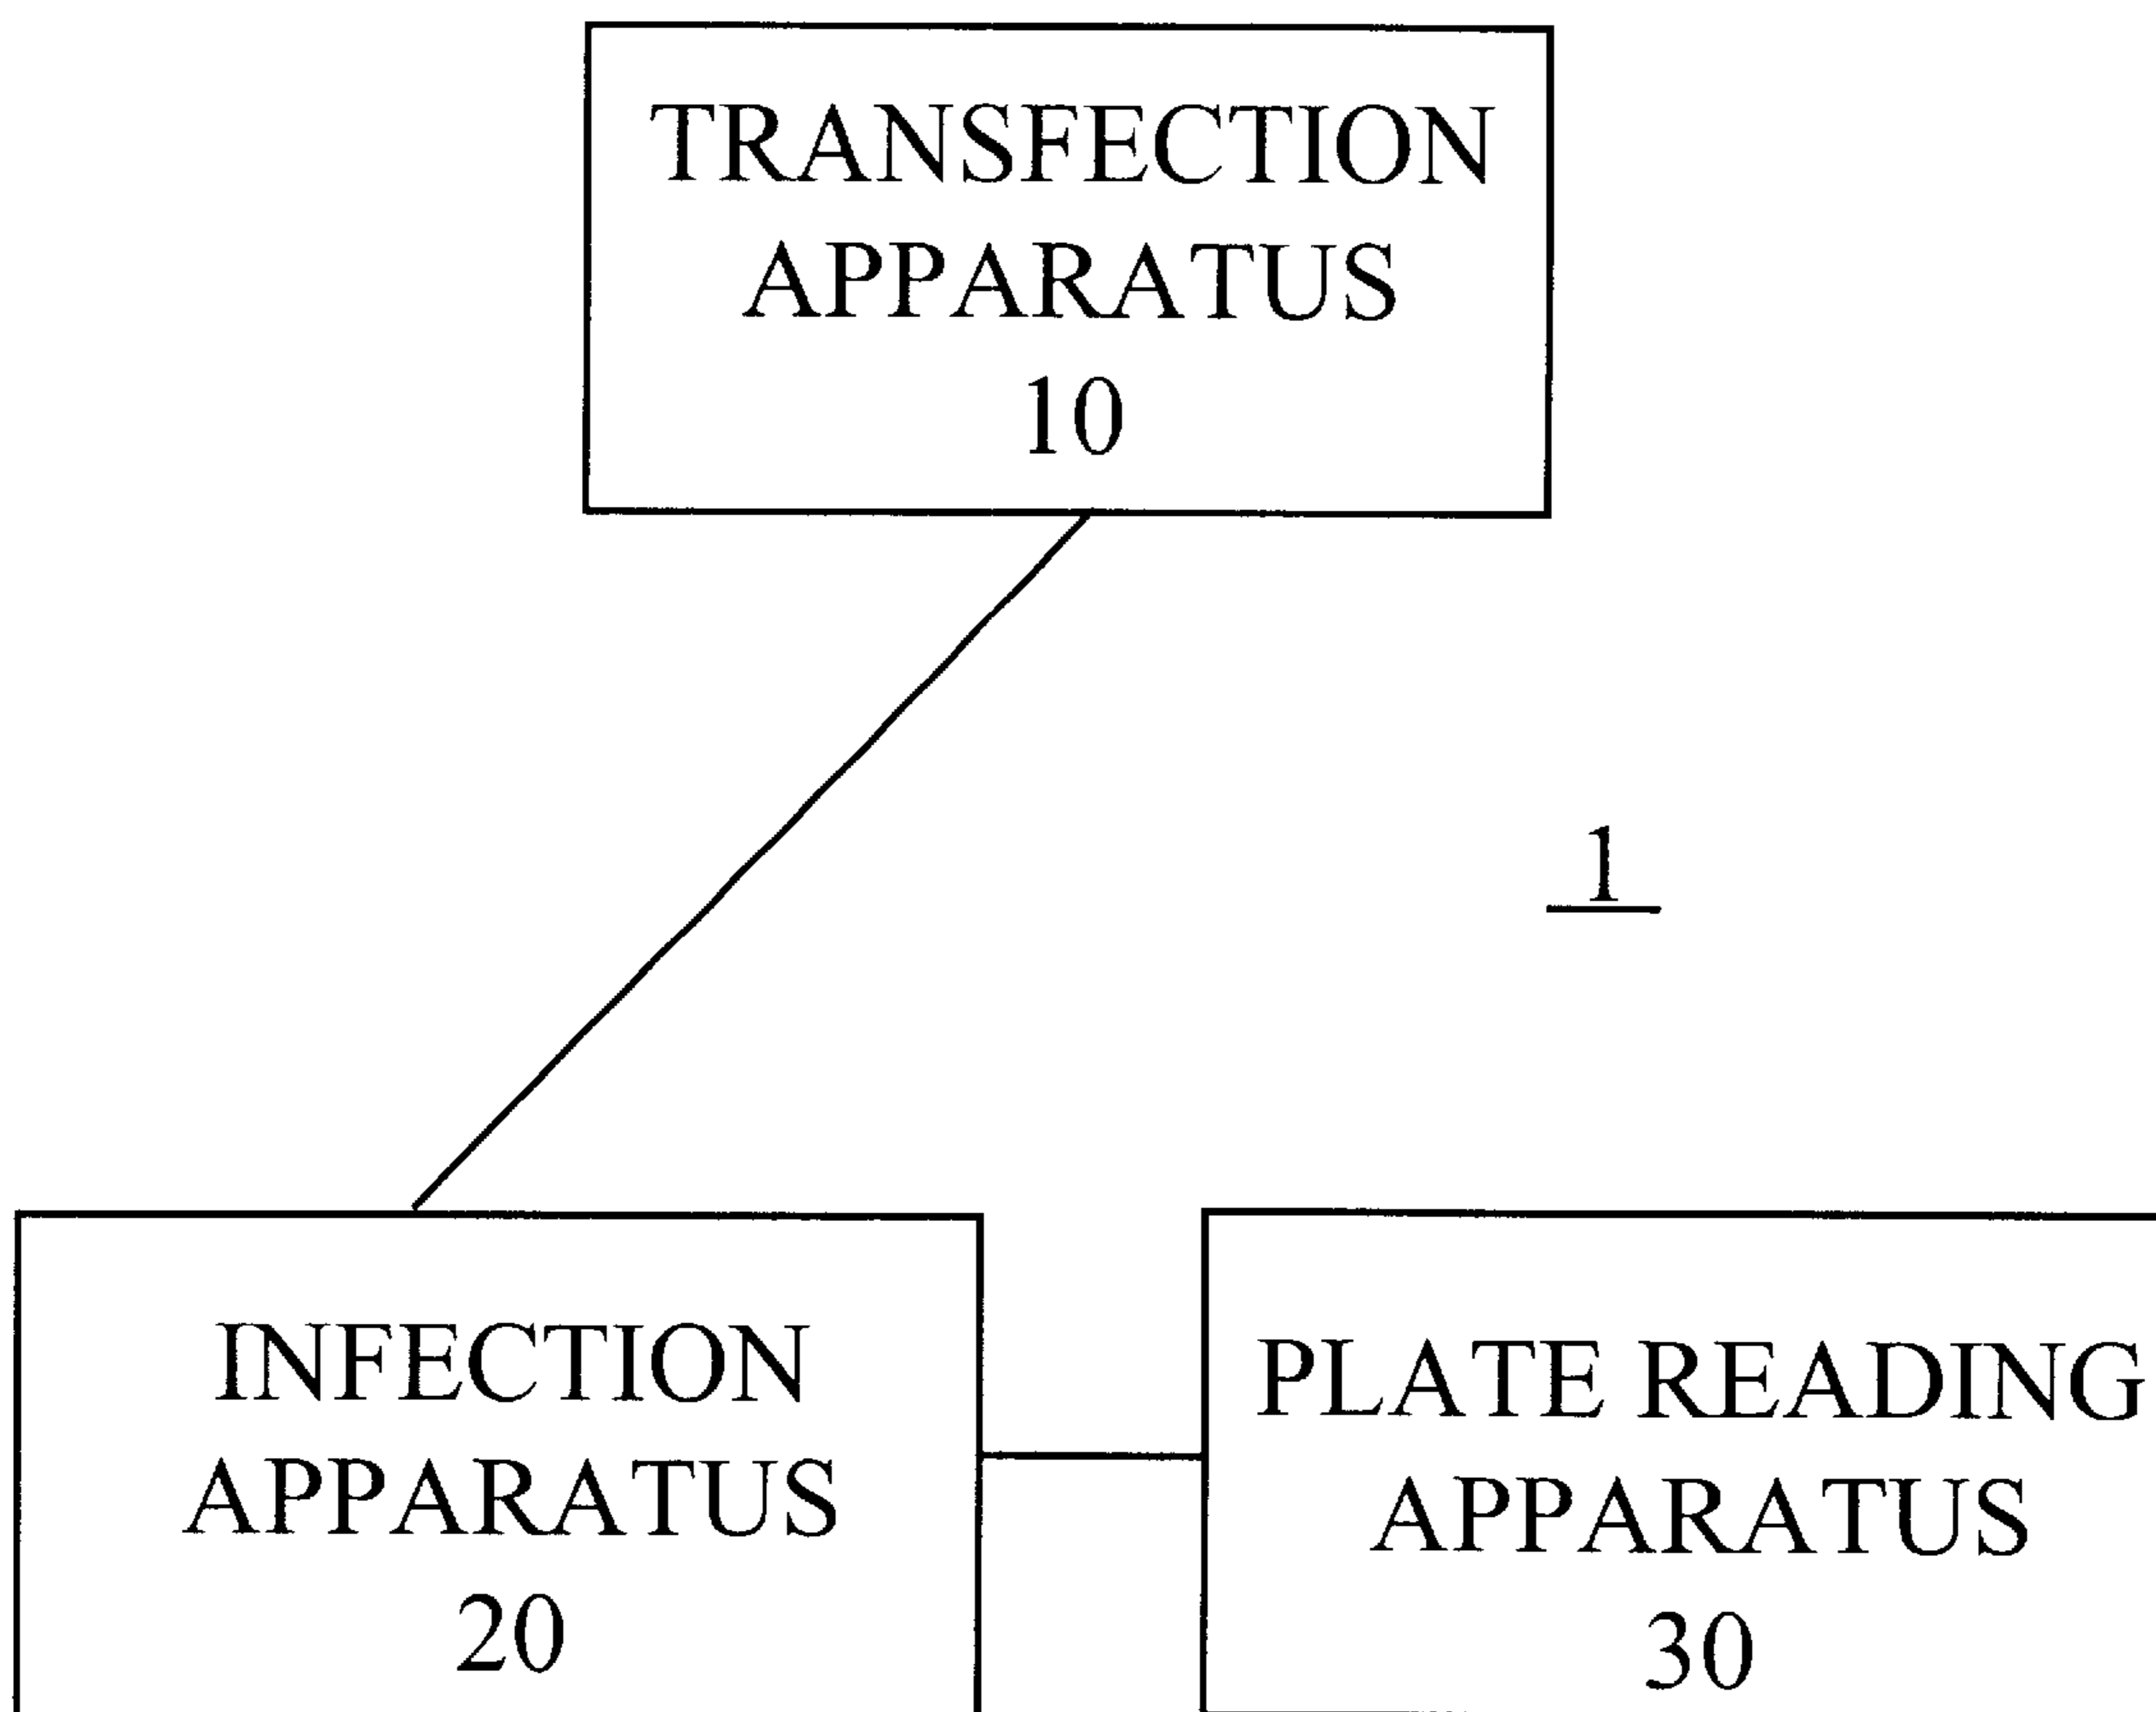 TRANSFECTION
APPARATUS
10
1
INFECTION
APPARATUS
20
PLATE READING
APPARATUS
30